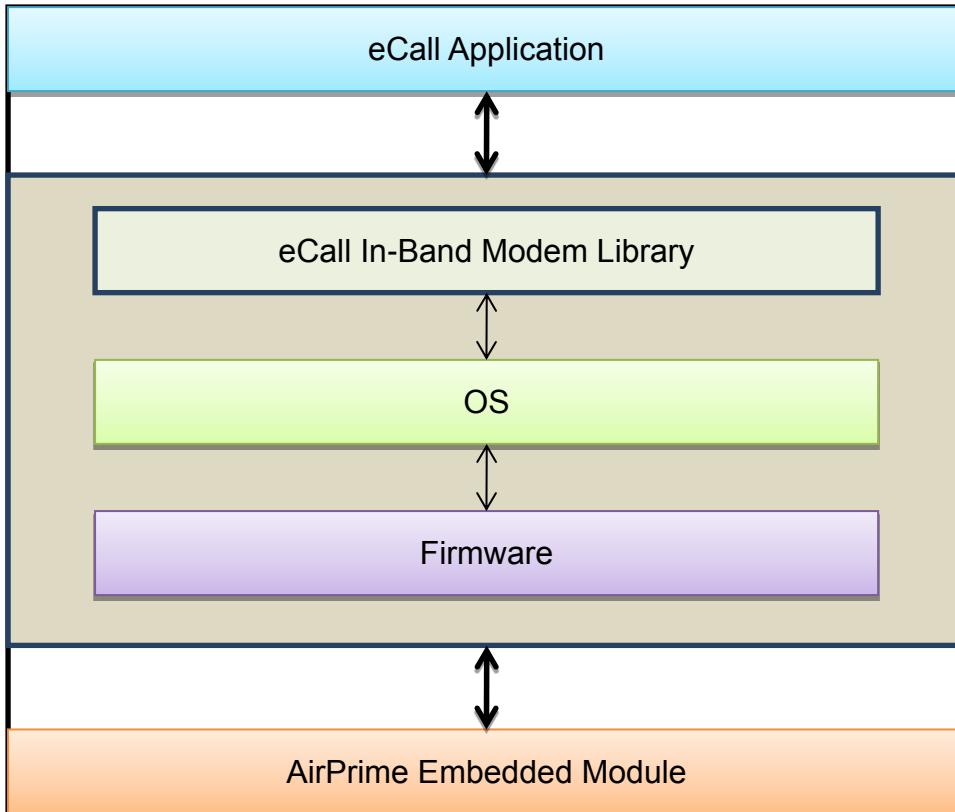 eCall Application
eCall In-Band Modem Library
OS
Firmware
AirPrime Embedded Module